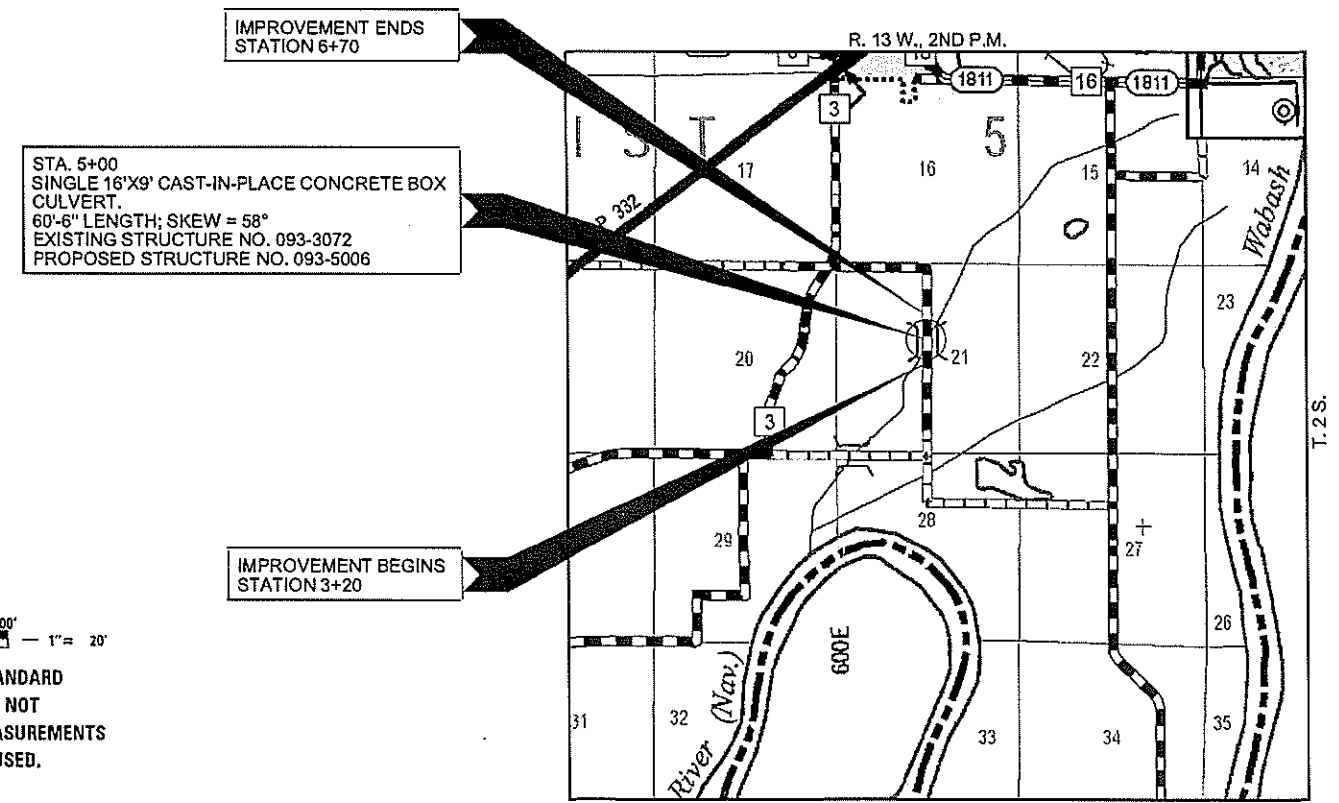 IMPROVEMENT ENDS
STATION 6+70
R. 13 W., 2ND P.M.
1811
16
1811
3
I S T
17
16
5
15
14
STA. 5+00
SINGLE 16'X9' CAST-IN-PLACE CONCRETE BOX
CULVERT.
60'-6" LENGTH; SKEW = 58°
EXISTING STRUCTURE NO. 093-3072
PROPOSED STRUCTURE NO. 093-5006
332
Wabash
23
20
21
22
3
T. 2 S.
28
29
27
IMPROVEMENT BEGINS
STATION 3+20
1"= 20'
NOT
26
600E
31
32
River (Nav.)
33
34
35